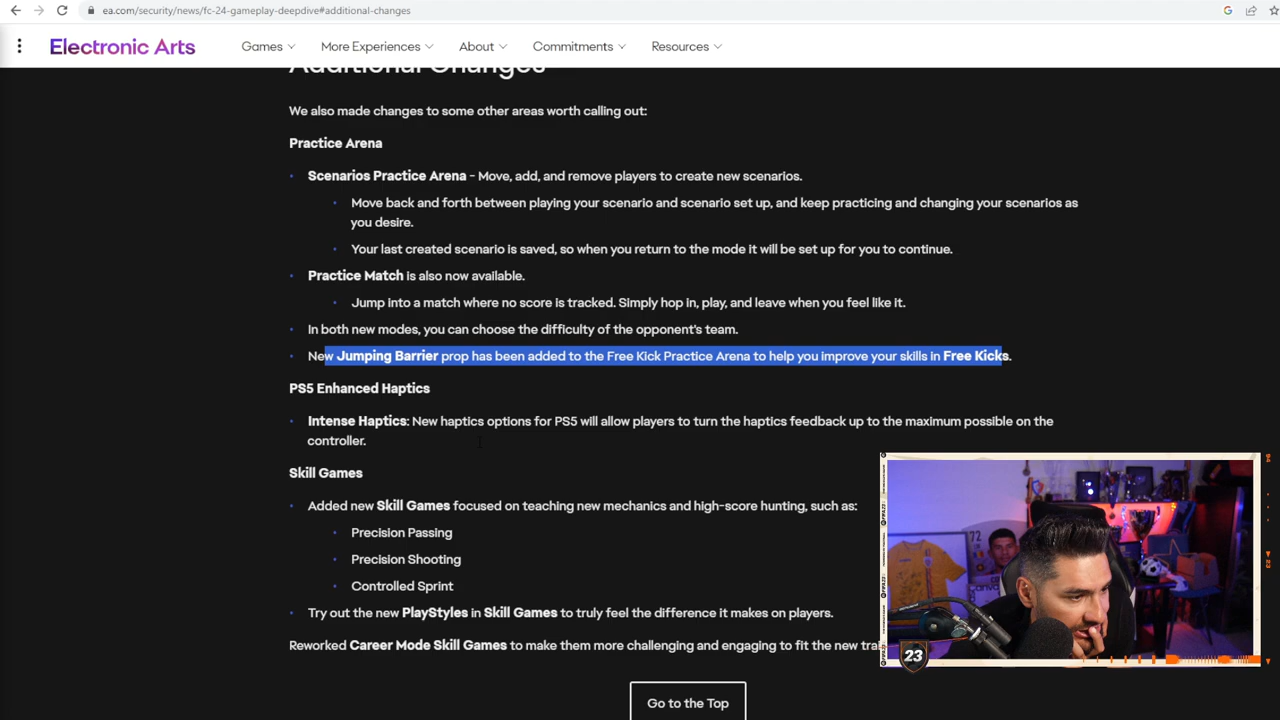 ea.com/security/news/fc-24-gameplay-deepdive#additional-changes
Electronic Arts
Games
More Experiences
About
Commitments
Resources
Additional Changes
We also made changes to some other areas worth calling out:
Practice Arena
Scenarios Practice Arena - Move, add, and remove players to create new scenarios.
Move back and forth between playing your scenario and scenario set up, and keep practicing and changing your scenarios as
you desire.
Your last created scenario is saved, so when you return to the mode it will be set up for you to continue.
Practice Match is also now available.
Jump into a match where no score is tracked. Simply hop in, play, and leave when you feel like it.
In both new modes, you can choose the difficulty of the opponent's team.
New Jumping Barrier prop has been added to the Free Kick Practice Arena to help you improve your skills in Free Kicks.
PS5 Enhanced Haptics
Intense Haptics: New haptics options for PS5 will allow players to turn the haptics feedback up to the maximum possible on the
controller.
Skill Games
Added new Skill Games focused on teaching new mechanics and high-score hunting, such as:
Precision Passing
Precision Shooting
Controlled Sprint
Try out the new PlayStyles in Skill Games to truly feel the difference it makes on players.
Reworked Career Mode Skill Games to make them more challenging and engaging to fit the new trai
Go to the Top
23